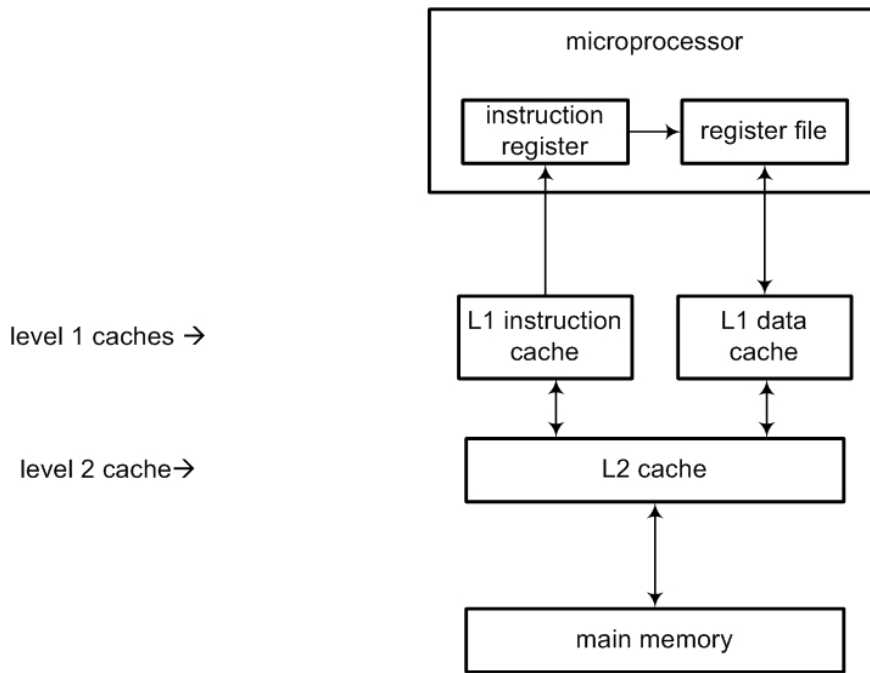 microprocessor
instruction
register
register file
level 1 caches →
L1 instruction
cache
L1 data
cache
level 2 cache→
L2 cache
main memory